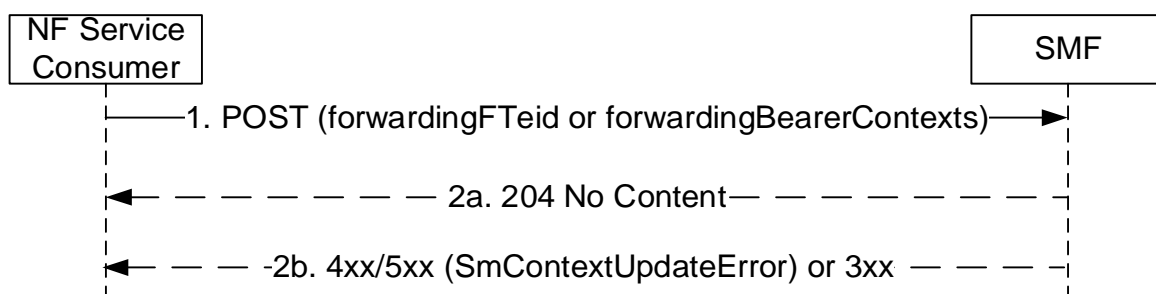 NF Service
Consumer
SMF
1. POST (forwardingFTeid or forwardingBearerContexts)
2a. 204 No Content
2b. 4xx/5xx (SmContextUpdateError) or 3xx